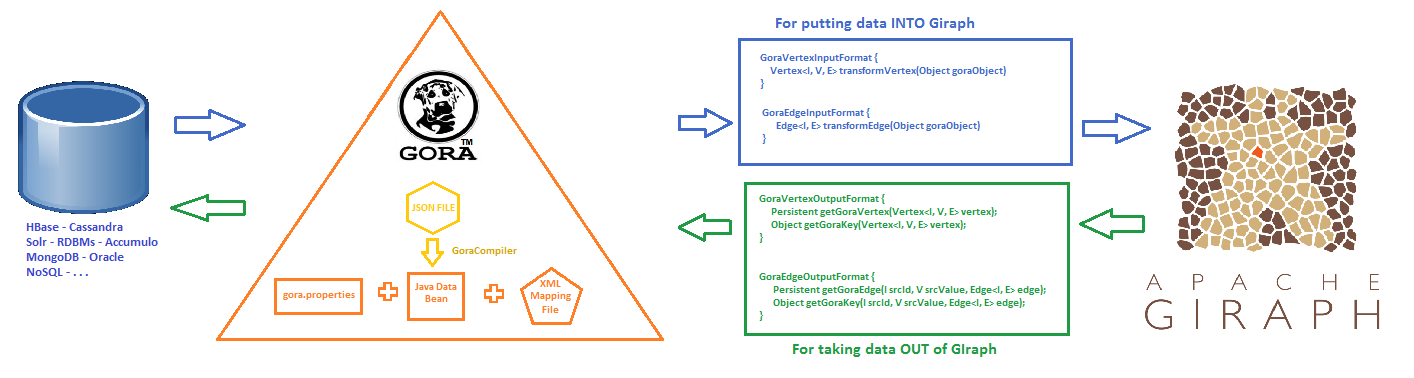 For putting data INTO Giraph
GoraVertexInputFormat {
Vertex<I, V, E> transformVertex(Object goraObject)
}
GoraEdgeInputFormat {
Edge<I, E> transformEdge(Object goraObject)
}
TM
GORA
JSON FILE
GoraCompiler
gora.properties
Java Data
Bean
XML
Mapping
File
HBase - Cassandra
Solr - RDBMs - Accumulo
MongoDB - Oracle
NoSQL - . . .
GoraVertexOutputFormat {
Persistent getGoraVertex(Vertex<I, V, E> vertex);
Object getGoraKey(Vertex<I, V, E> vertex);
}
GoraEdgeOutputFormat {
Persistent getGoraEdge(I srcId, V srcValue, Edge<I, E> edge);
Object getGoraKey(I srcId, V srcValue, Edge<I, E> edge);
}
For taking data OUT of GIraph
APACHE
GIRAPH